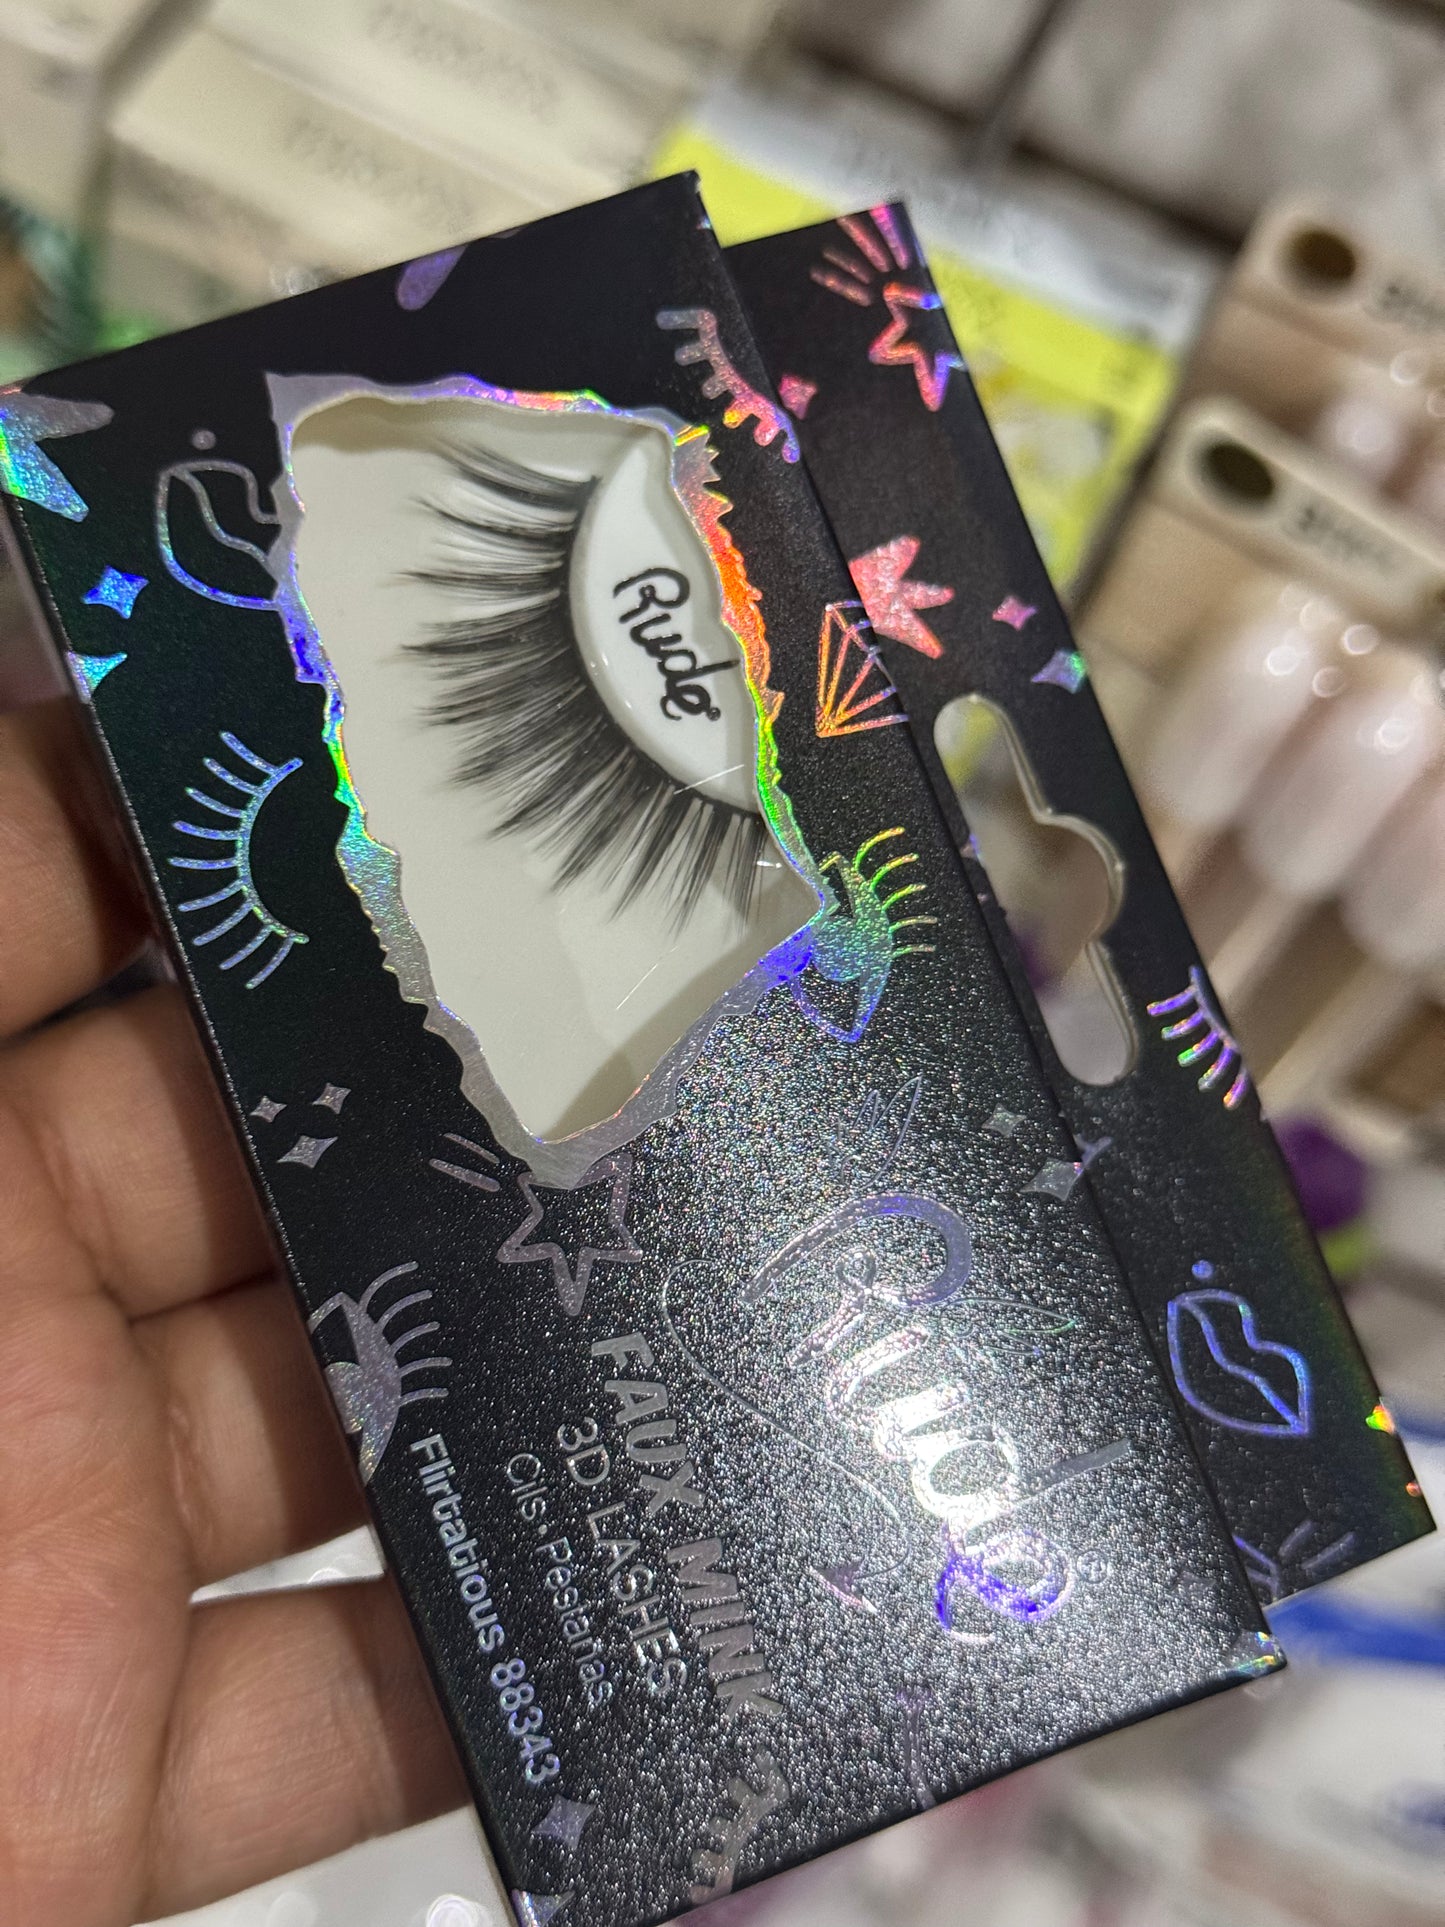 Rude®
Rude®
FAUX MINK
3D LASHES
Cils • Pestañas
Flirtatious 88343